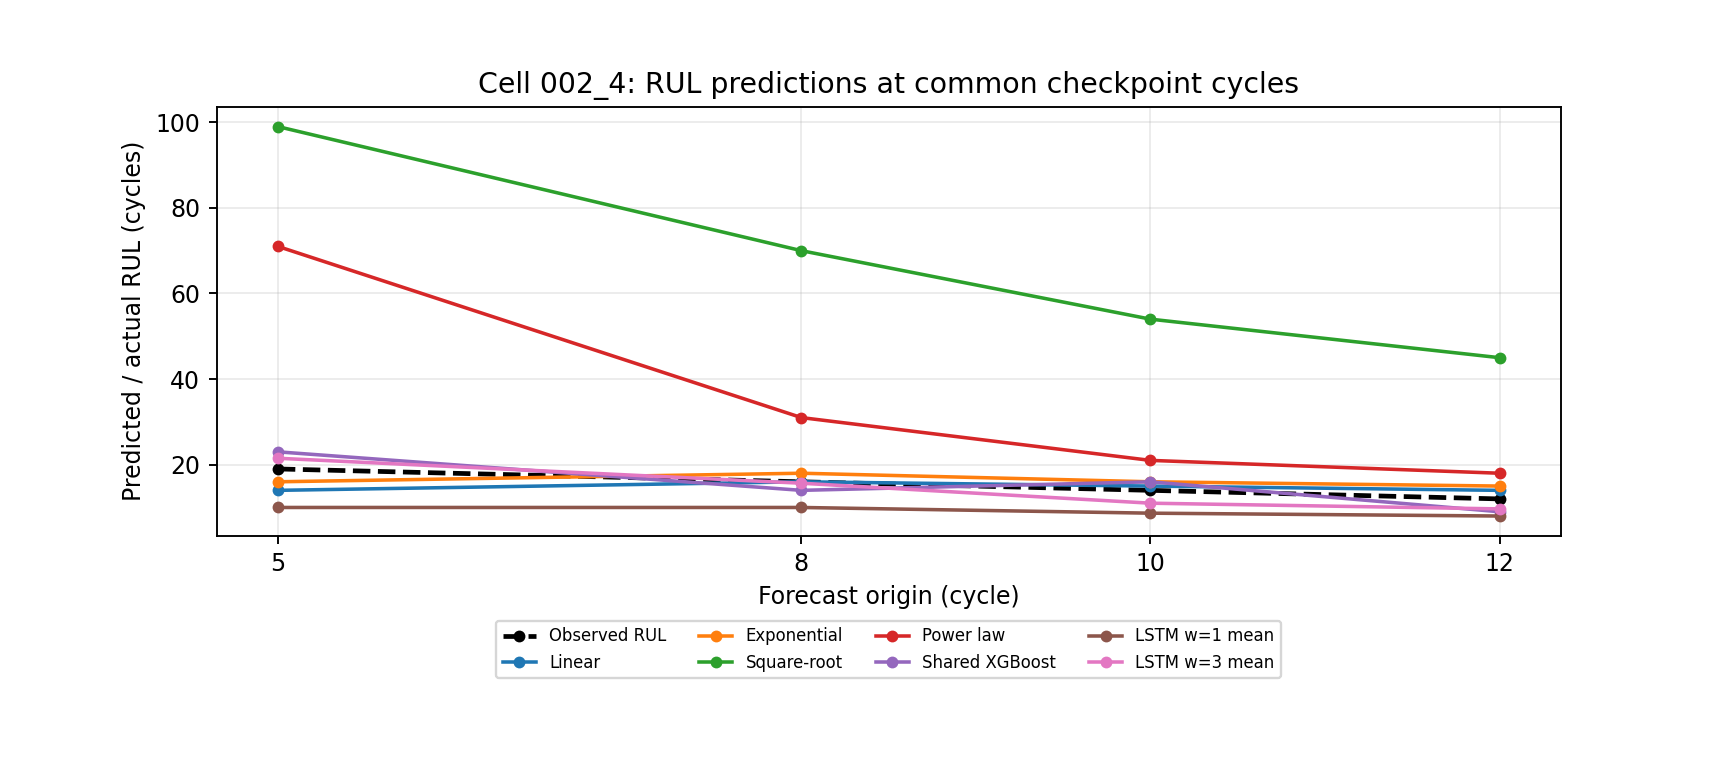 Cell 002_4: RUL predictions at common checkpoint cycles
Predicted / actual RUL (cycles)
100
80
60
40
20
5 8 10 12
Forecast origin (cycle)
Observed RUL Exponential Power law LSTM w=1 mean
Linear Square-root Shared XGBoost LSTM w=3 mean